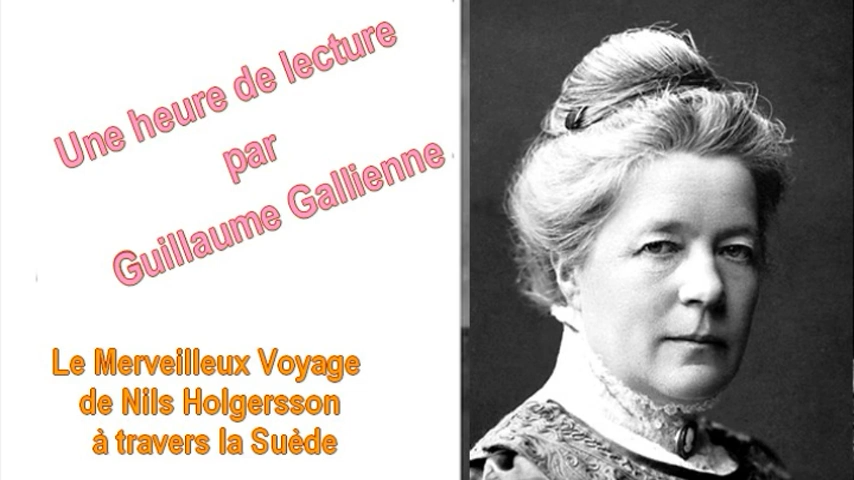 Une heure de lecture
par
Guillaume Gallienne
Le Merveilleux Voyage
de Nils Holgersson
à travers la Suède